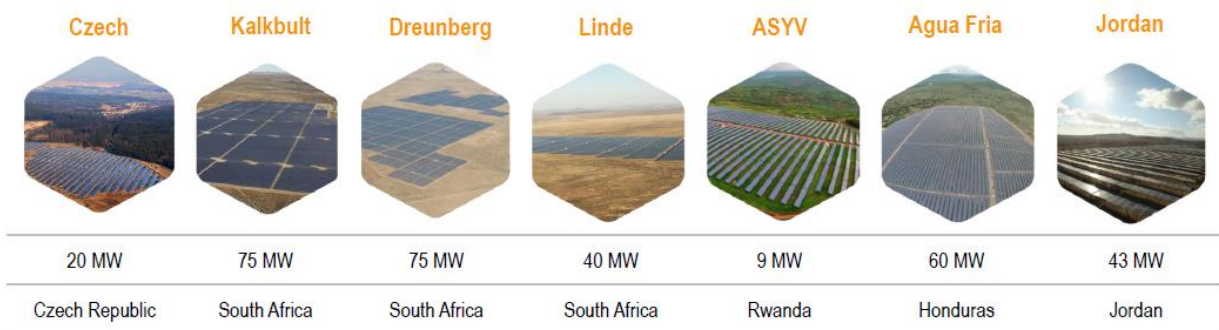 Czech Kalkbult Dreunberg Linde ASYV Agua Fria Jordan
20 MW 75 MW 75 MW 40 MW 9 MW 60 MW 43 MW
Czech Republic South Africa South Africa South Africa Rwanda Honduras Jordan